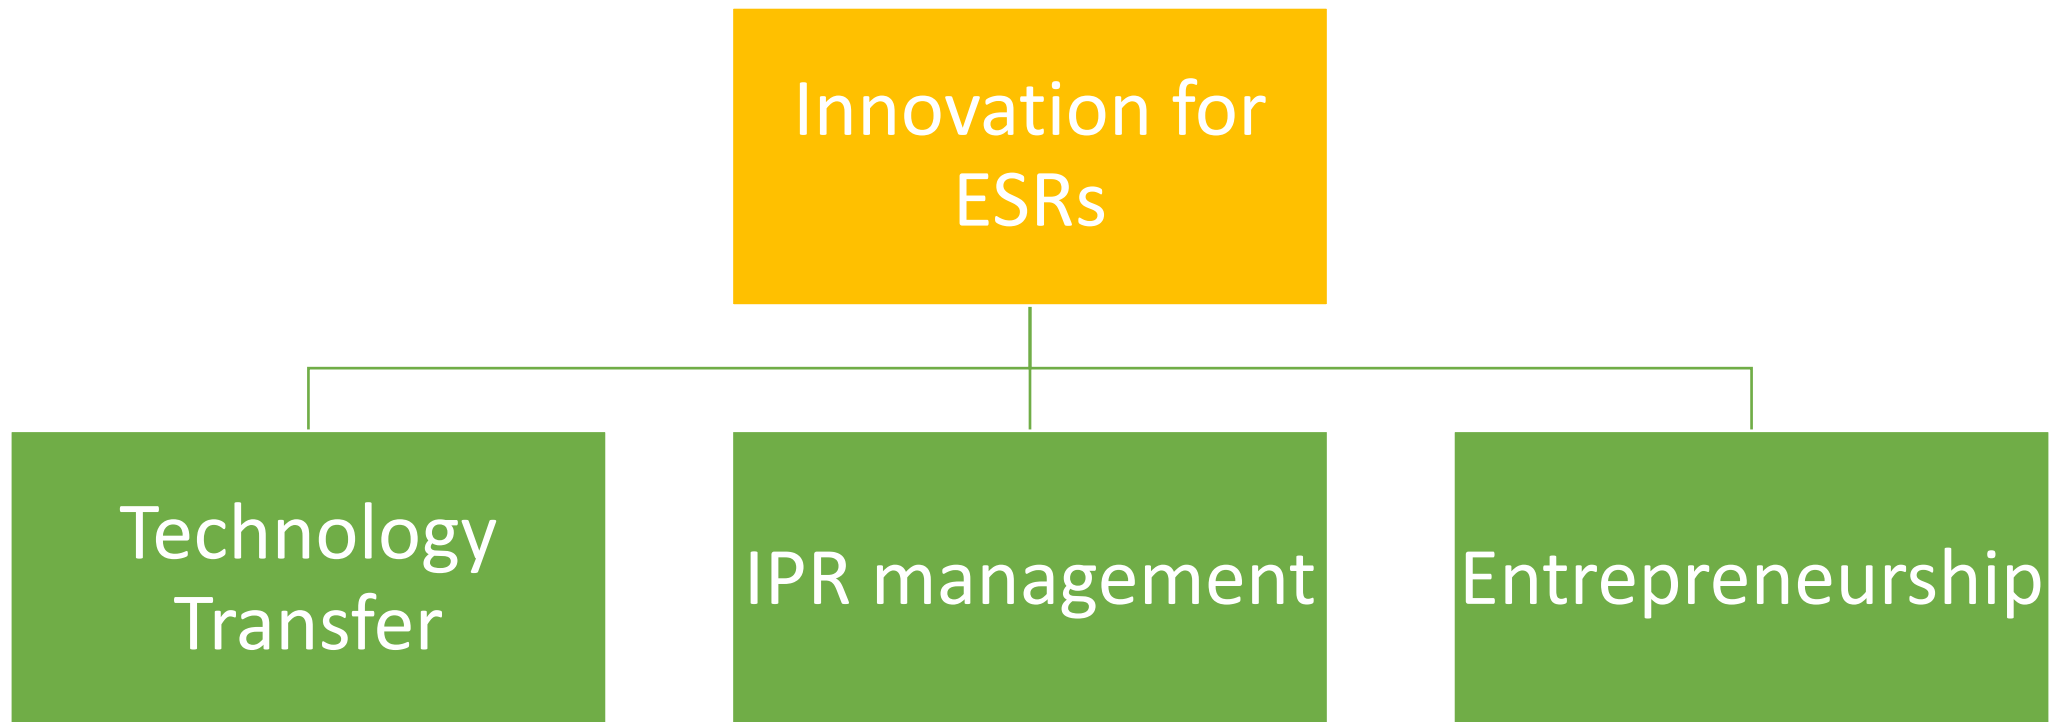 Innovation for
ESRs
Technology
Transfer
IPR management
Entrepreneurship